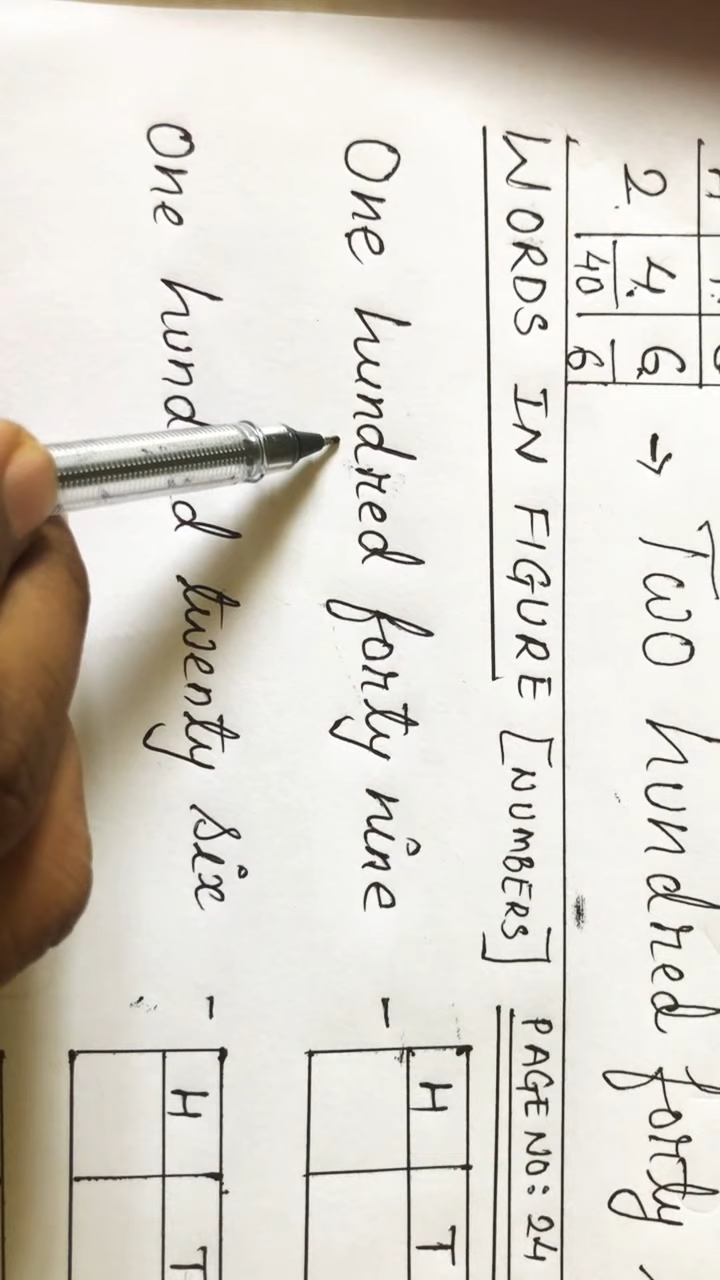 2 4 6 → Two hundred forty
40 6
WORDS IN FIGURE [NUMBERS] PAGE NO: 24
One hundred forty nine - H T
One hund d twenty six - H T